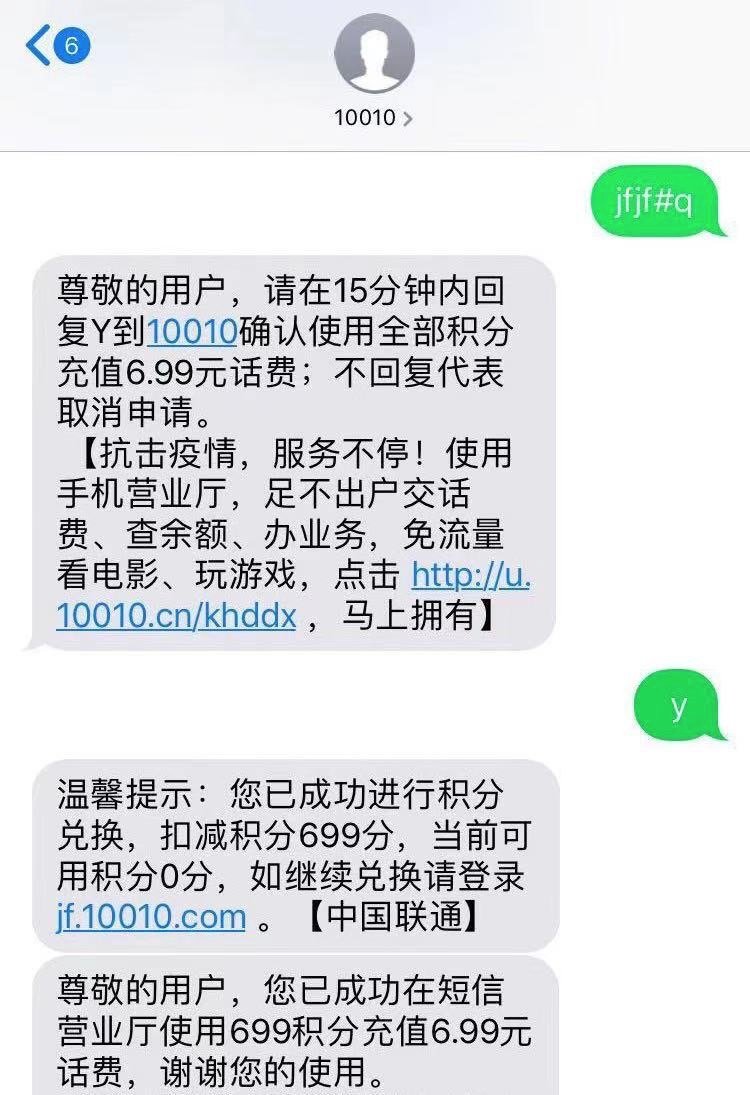 6
10010
jfjf#q
尊敬的用户，请在15分钟内回
复Y到10010确认使用全部积分
充值6.99元话费；不回复代表
取消申请。
【抗击疫情，服务不停！使用
手机营业厅，足不出户交话
费、查余额、办业务，免流量
看电影、玩游戏，点击 http://u.
10010.cn/khddx ，马上拥有】
y
温馨提示：您已成功进行积分
兑换，扣减积分699分，当前可
用积分0分，如继续兑换请登录
jf.10010.com 。【中国联通】
尊敬的用户，您已成功在短信
营业厅使用699积分充值6.99元
话费，谢谢您的使用。